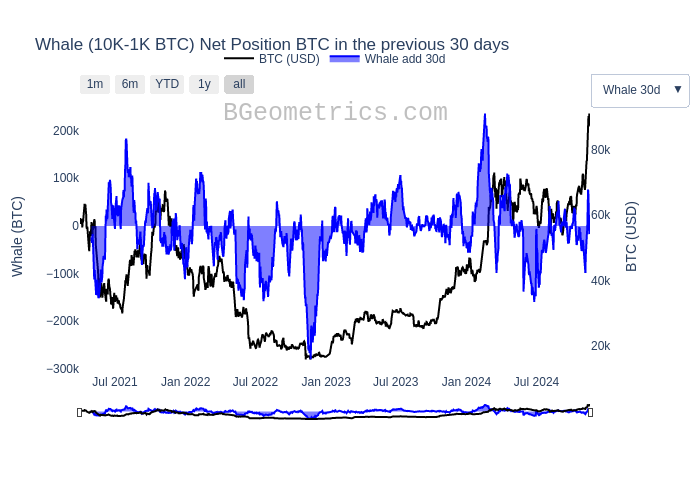 Whale (10K-1K BTC) Net Position BTC in the previous 30 days
BTC (USD)
Whale add 30d
1m
6m
YTD
1y
all
Whale 30d ▼
BGeometrics.com
200k
100k
0
−100k
−200k
−300k
Whale (BTC)
80k
60k
40k
20k
BTC (USD)
Jul 2021
Jan 2022
Jul 2022
Jan 2023
Jul 2023
Jan 2024
Jul 2024